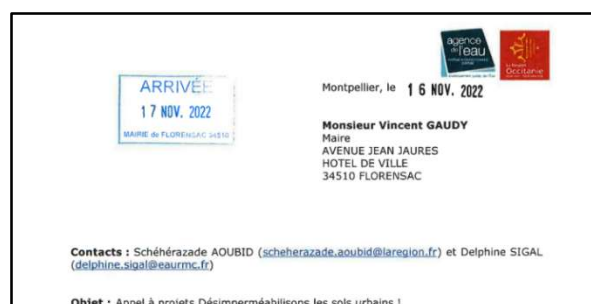 agence
de l'eau
La Région
Occitanie
ARRIVÉE
17 NOV. 2022
MAIRIE de FLORENSAC 34510
Montpellier, le 16 NOV. 2022
Monsieur Vincent GAUDY
Maire
AVENUE JEAN JAURES
HOTEL DE VILLE
34510 FLORENSAC
Contacts : Schéhérazade AOUBID (scheherazade.aoubid@laregion.fr) et Delphine SIGAL
(delphine.sigal@eaurmc.fr)
Objet : Appel à projets Désimperméabilisons les sols urbains !